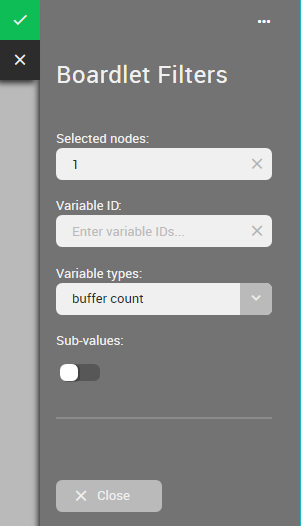 Boardlet Filters
Selected nodes:
1
Variable ID:
Enter variable IDs...
Variable types:
buffer count
Sub-values:
Close